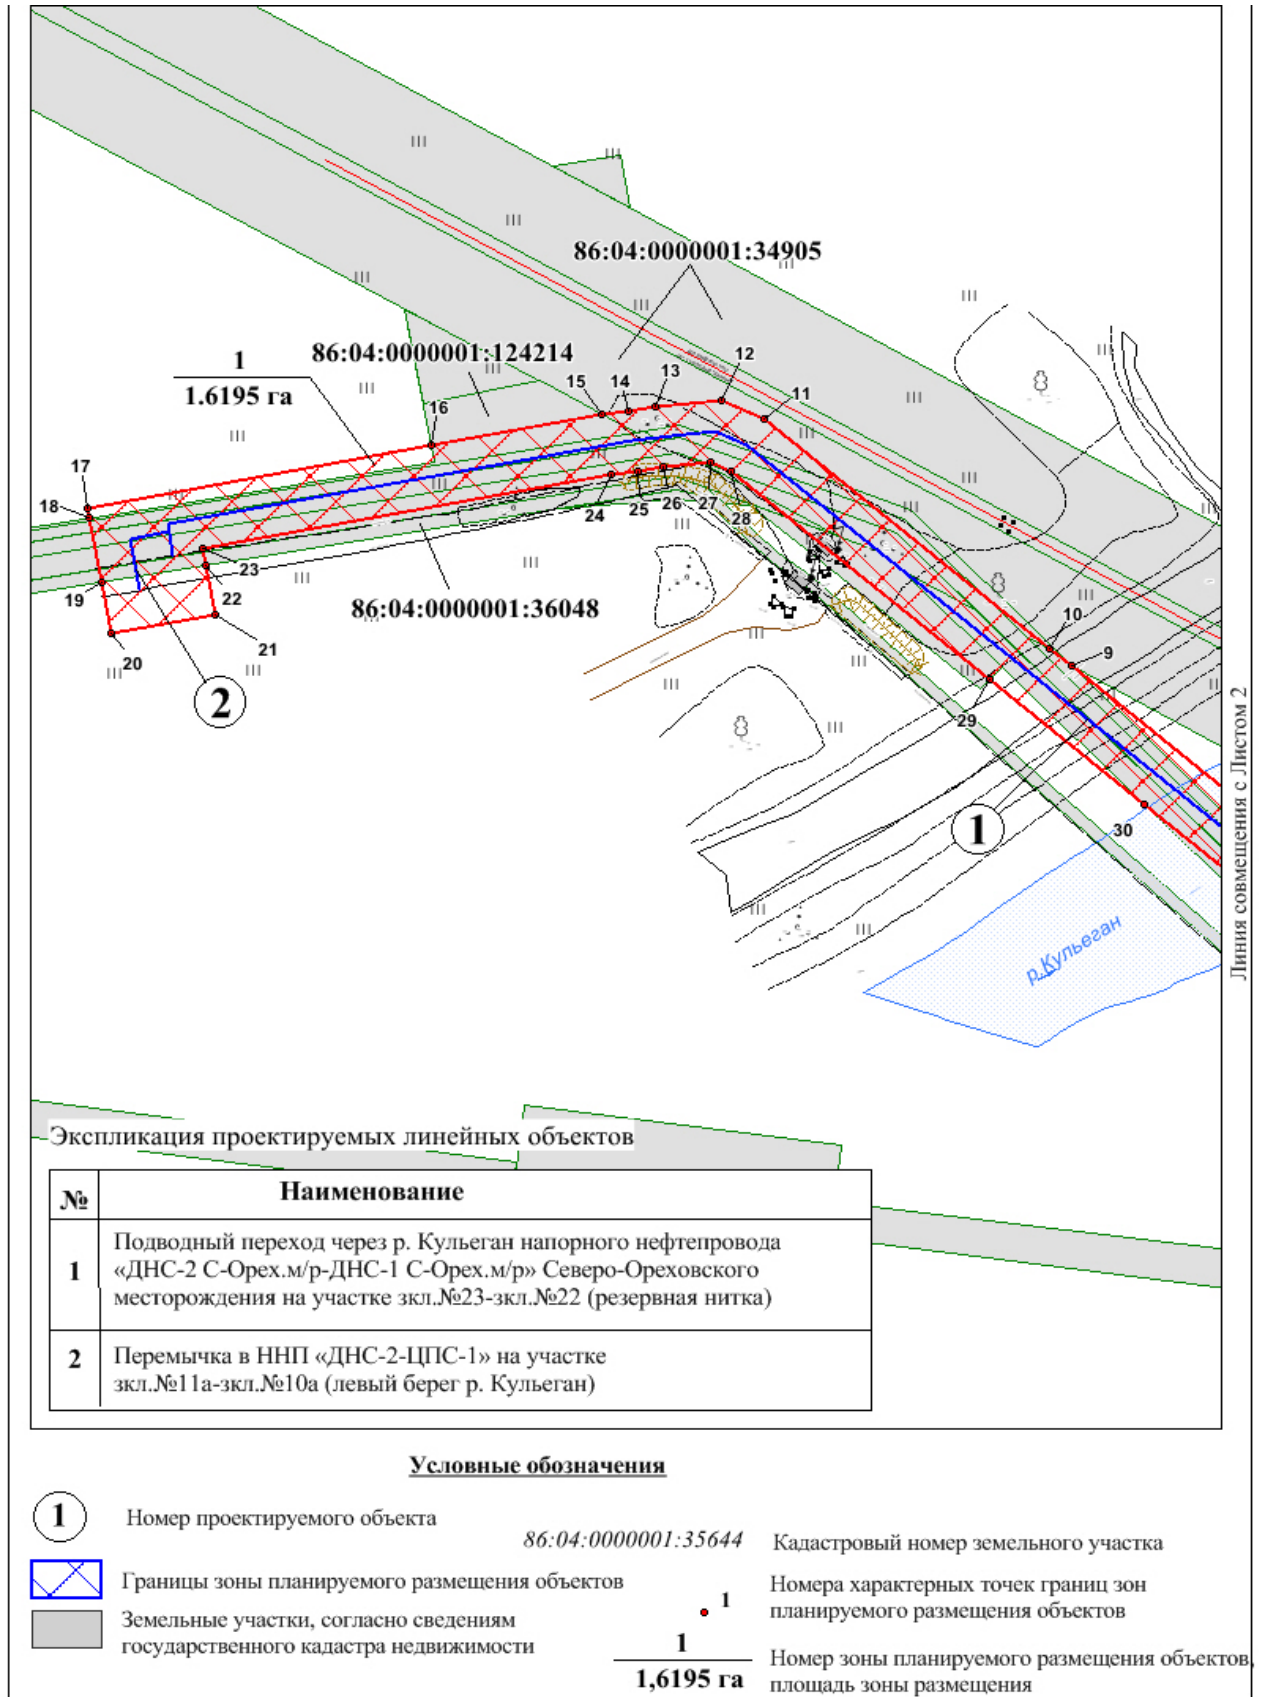 86:04:0000001:34905
1
1.6195 га
86:04:0000001:124214
12
13
14
15
11
16
17
18
24
25
26
27
28
23
19
22
86:04:0000001:36048
20
21
2
10
9
29
1
30
р.Кульеган
Линия совмещения с Листом 2
Экспликация проектируемых линейных объектов
№ Наименование
1 Подводный переход через р. Кульеган напорного нефтепровода
«ДНС-2 С-Орех.м/р-ДНС-1 С-Орех.м/р» Северо-Ореховского
месторождения на участке зкл.№23-зкл.№22 (резервная нитка)
2 Перемычка в ННП «ДНС-2-ЦПС-1» на участке
зкл.№11а-зкл.№10а (левый берег р. Кульеган)
Условные обозначения
1 Номер проектируемого объекта
86:04:0000001:35644 Кадастровый номер земельного участка
Границы зоны планируемого размещения объектов
1 Номера характерных точек границ зон
планируемого размещения объектов
Земельные участки, согласно сведениям
государственного кадастра недвижимости
1
1,6195 га
Номер зоны планируемого размещения объектов,
площадь зоны размещения